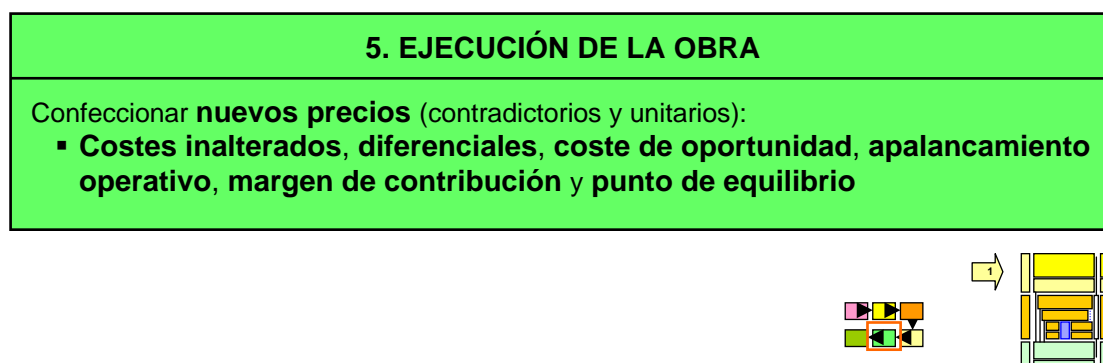 5. EJECUCIÓN DE LA OBRA
Confeccionar nuevos precios (contradictorios y unitarios):
▪ Costes inalterados, diferenciales, coste de oportunidad, apalancamiento
operativo, margen de contribución y punto de equilibrio
1